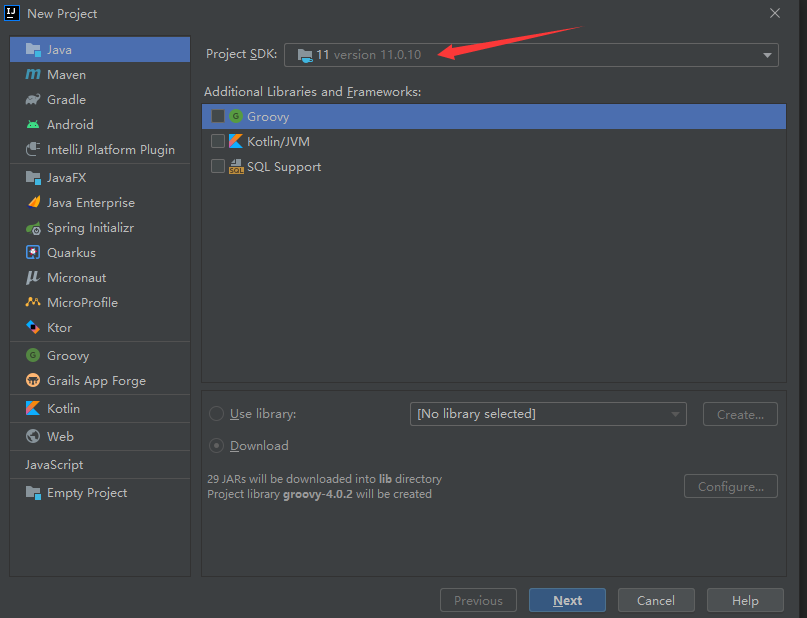 New Project
Java
Maven
Gradle
Android
IntelliJ Platform Plugin
JavaFX
Java Enterprise
Spring Initializr
Quarkus
Micronaut
MicroProfile
Ktor
Groovy
Grails App Forge
Kotlin
Web
JavaScript
Empty Project
Project SDK: 11 version 11.0.10
Additional Libraries and Frameworks:
Groovy
Kotlin/JVM
SQL Support
Use library: [No library selected] Create...
Download
29 JARs will be downloaded into lib directory
Project library groovy-4.0.2 will be created
Configure...
Previous Next Cancel Help